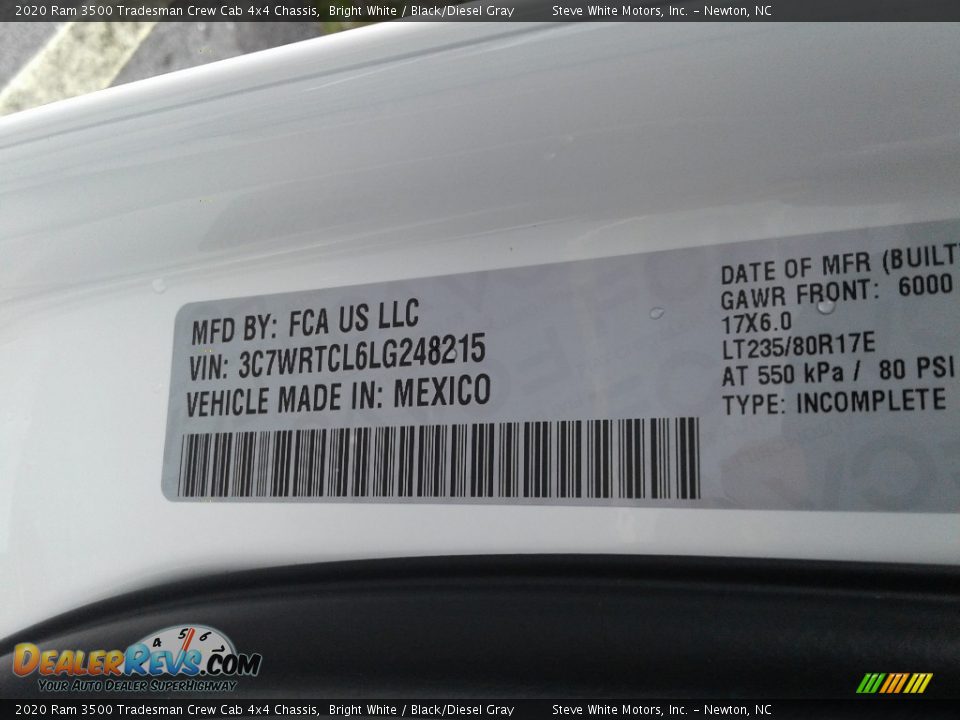 2020 Ram 3500 Tradesman Crew Cab 4x4 Chassis, Bright White / Black/Diesel Gray Steve White Motors, Inc. – Newton, NC
MFD BY: FCA US LLC
VIN: 3C7WRTCL6LG248215
VEHICLE MADE IN: MEXICO
DATE OF MFR (BUILT
GAWR FRONT: 6000
17X6.0
LT235/80R17E
AT 550 kPa / 80 PSI
TYPE: INCOMPLETE
4 5 6
DealerRevs.com
Your Auto Dealer SuperHighway
2020 Ram 3500 Tradesman Crew Cab 4x4 Chassis, Bright White / Black/Diesel Gray Steve White Motors, Inc. – Newton, NC